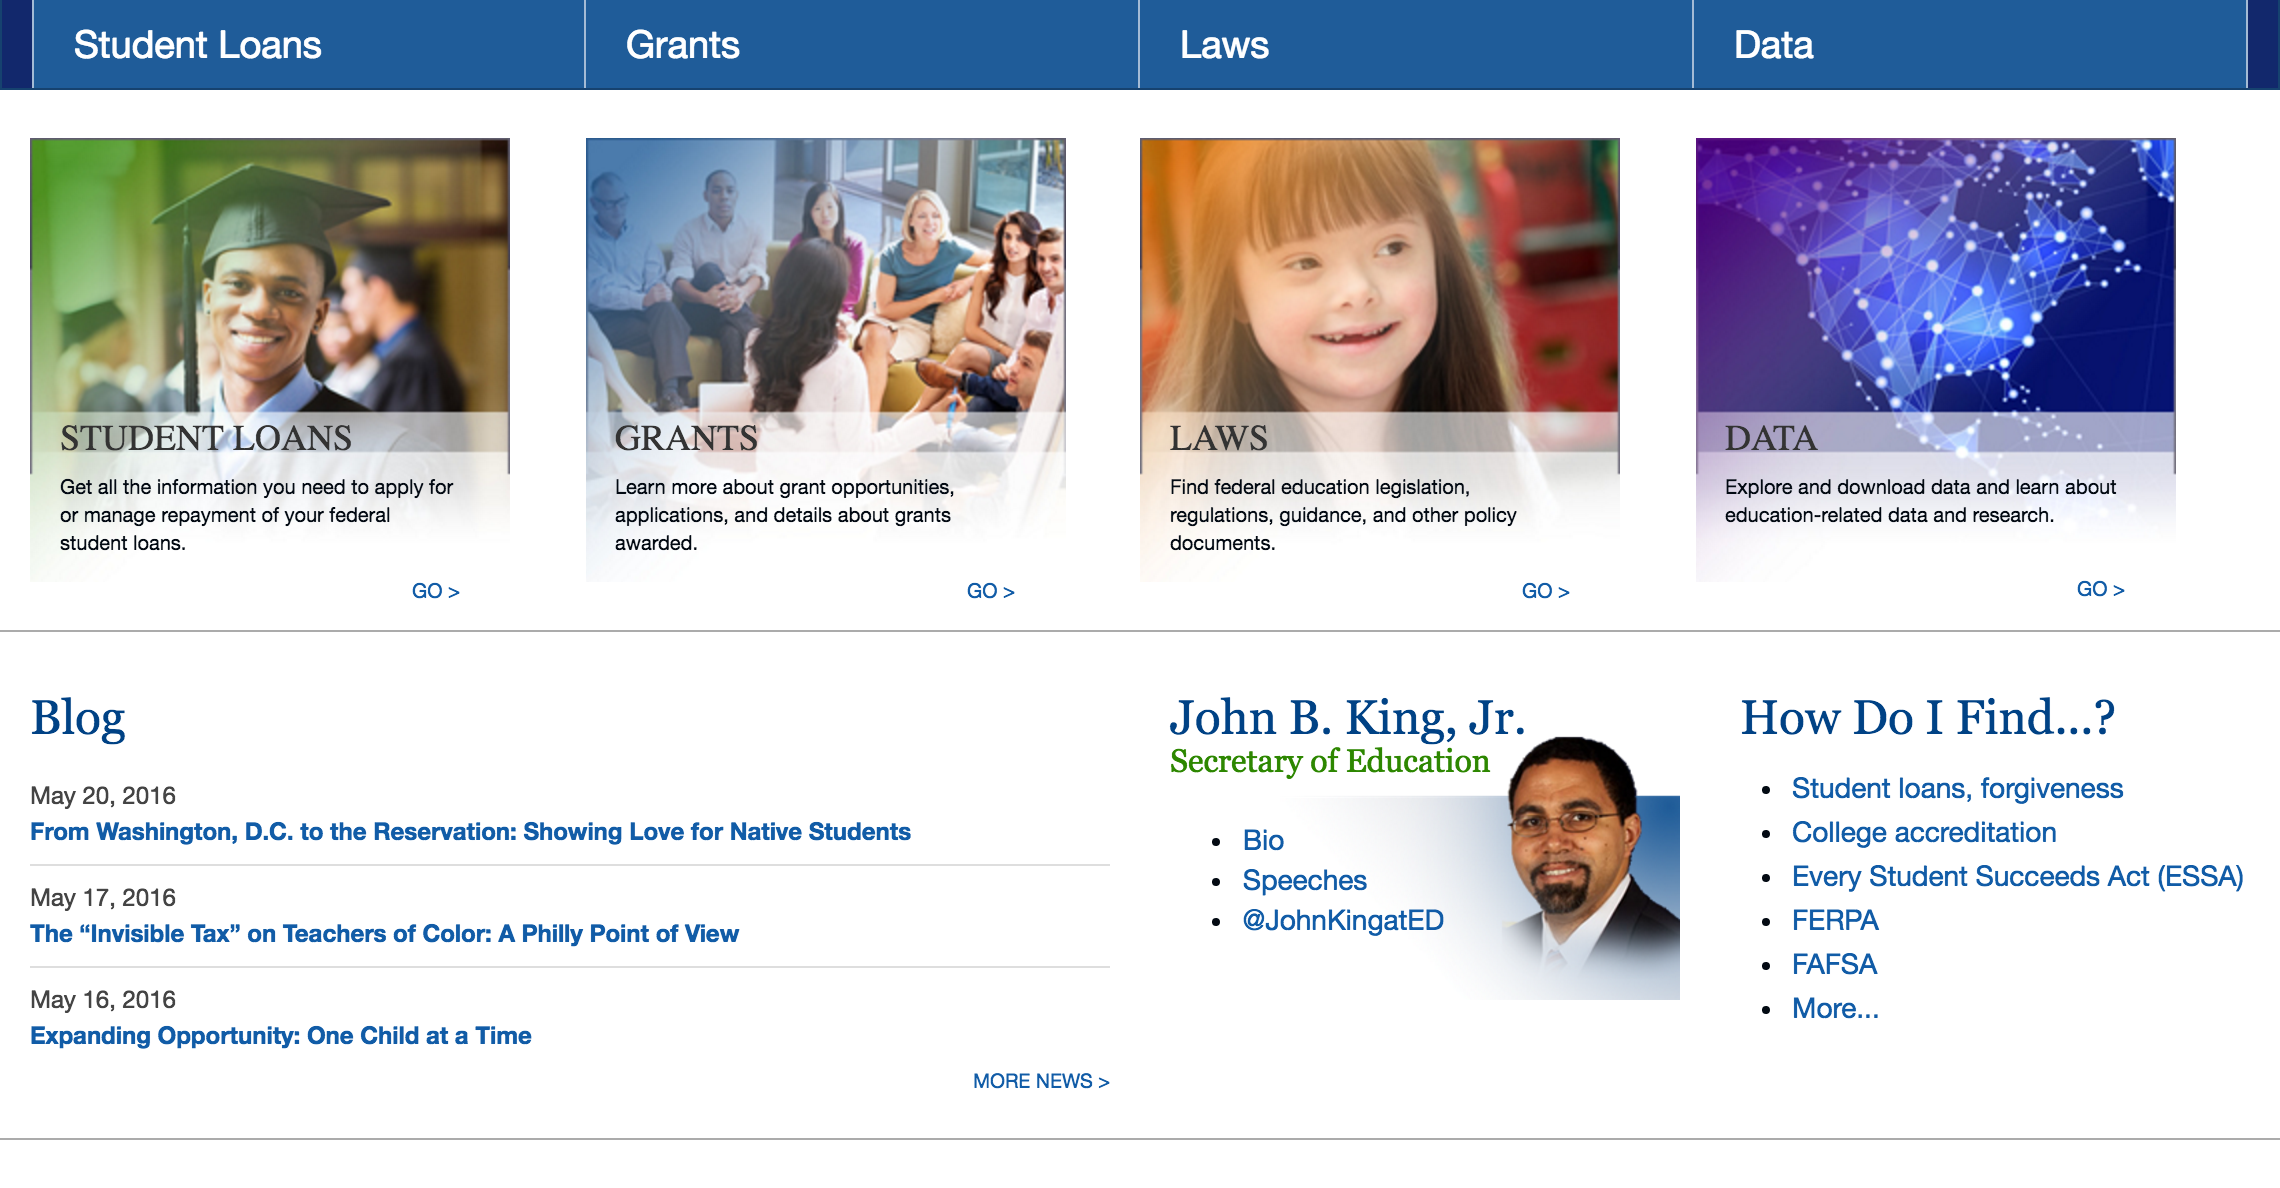 Student Loans
Grants
Laws
Data
STUDENT LOANS
Get all the information you need to apply for
or manage repayment of your federal
student loans.
GO >
GRANTS
Learn more about grant opportunities,
applications, and details about grants
awarded.
GO >
LAWS
Find federal education legislation,
regulations, guidance, and other policy
documents.
GO >
DATA
Explore and download data and learn about
education-related data and research.
GO >
Blog
May 20, 2016
From Washington, D.C. to the Reservation: Showing Love for Native Students
May 17, 2016
The “Invisible Tax” on Teachers of Color: A Philly Point of View
May 16, 2016
Expanding Opportunity: One Child at a Time
MORE NEWS >
John B. King, Jr.
Secretary of Education
• Bio
• Speeches
• @JohnKingatED
How Do I Find...?
• Student loans, forgiveness
• College accreditation
• Every Student Succeeds Act (ESSA)
• FERPA
• FAFSA
• More...